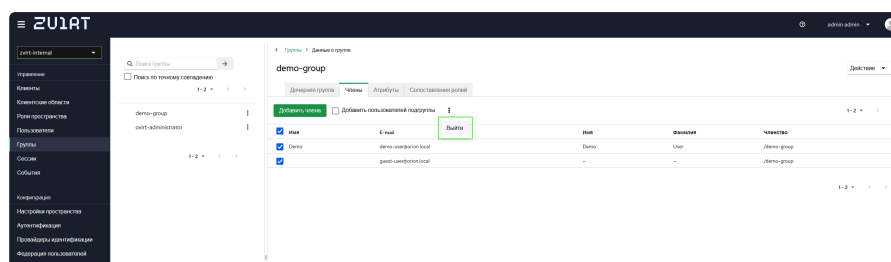 ZVIRT
admin admin
zvirt-internal
Управление
Клиенты
Клиентские области
Роли пространства
Пользователи
Группы
Сессии
События
Конфигурация
Настройки пространства
Аутентификация
Провайдеры идентификации
Федерация пользователей
Поиск группы
Поиск по точному совпадению
1-2
demo-group
ovirt-administrator
1-2
Группы > Данные о группе
demo-group
Действие
Дочерняя группа Члены Атрибуты Сопоставления ролей
Добавить члена Добавить пользователей подгруппы 1-2
Выйти
Имя E-mail Имя Фамилия Членство
Demo demo-user@orion.local Demo User /demo-group
guest-user@orion.local – – /demo-group
1-2